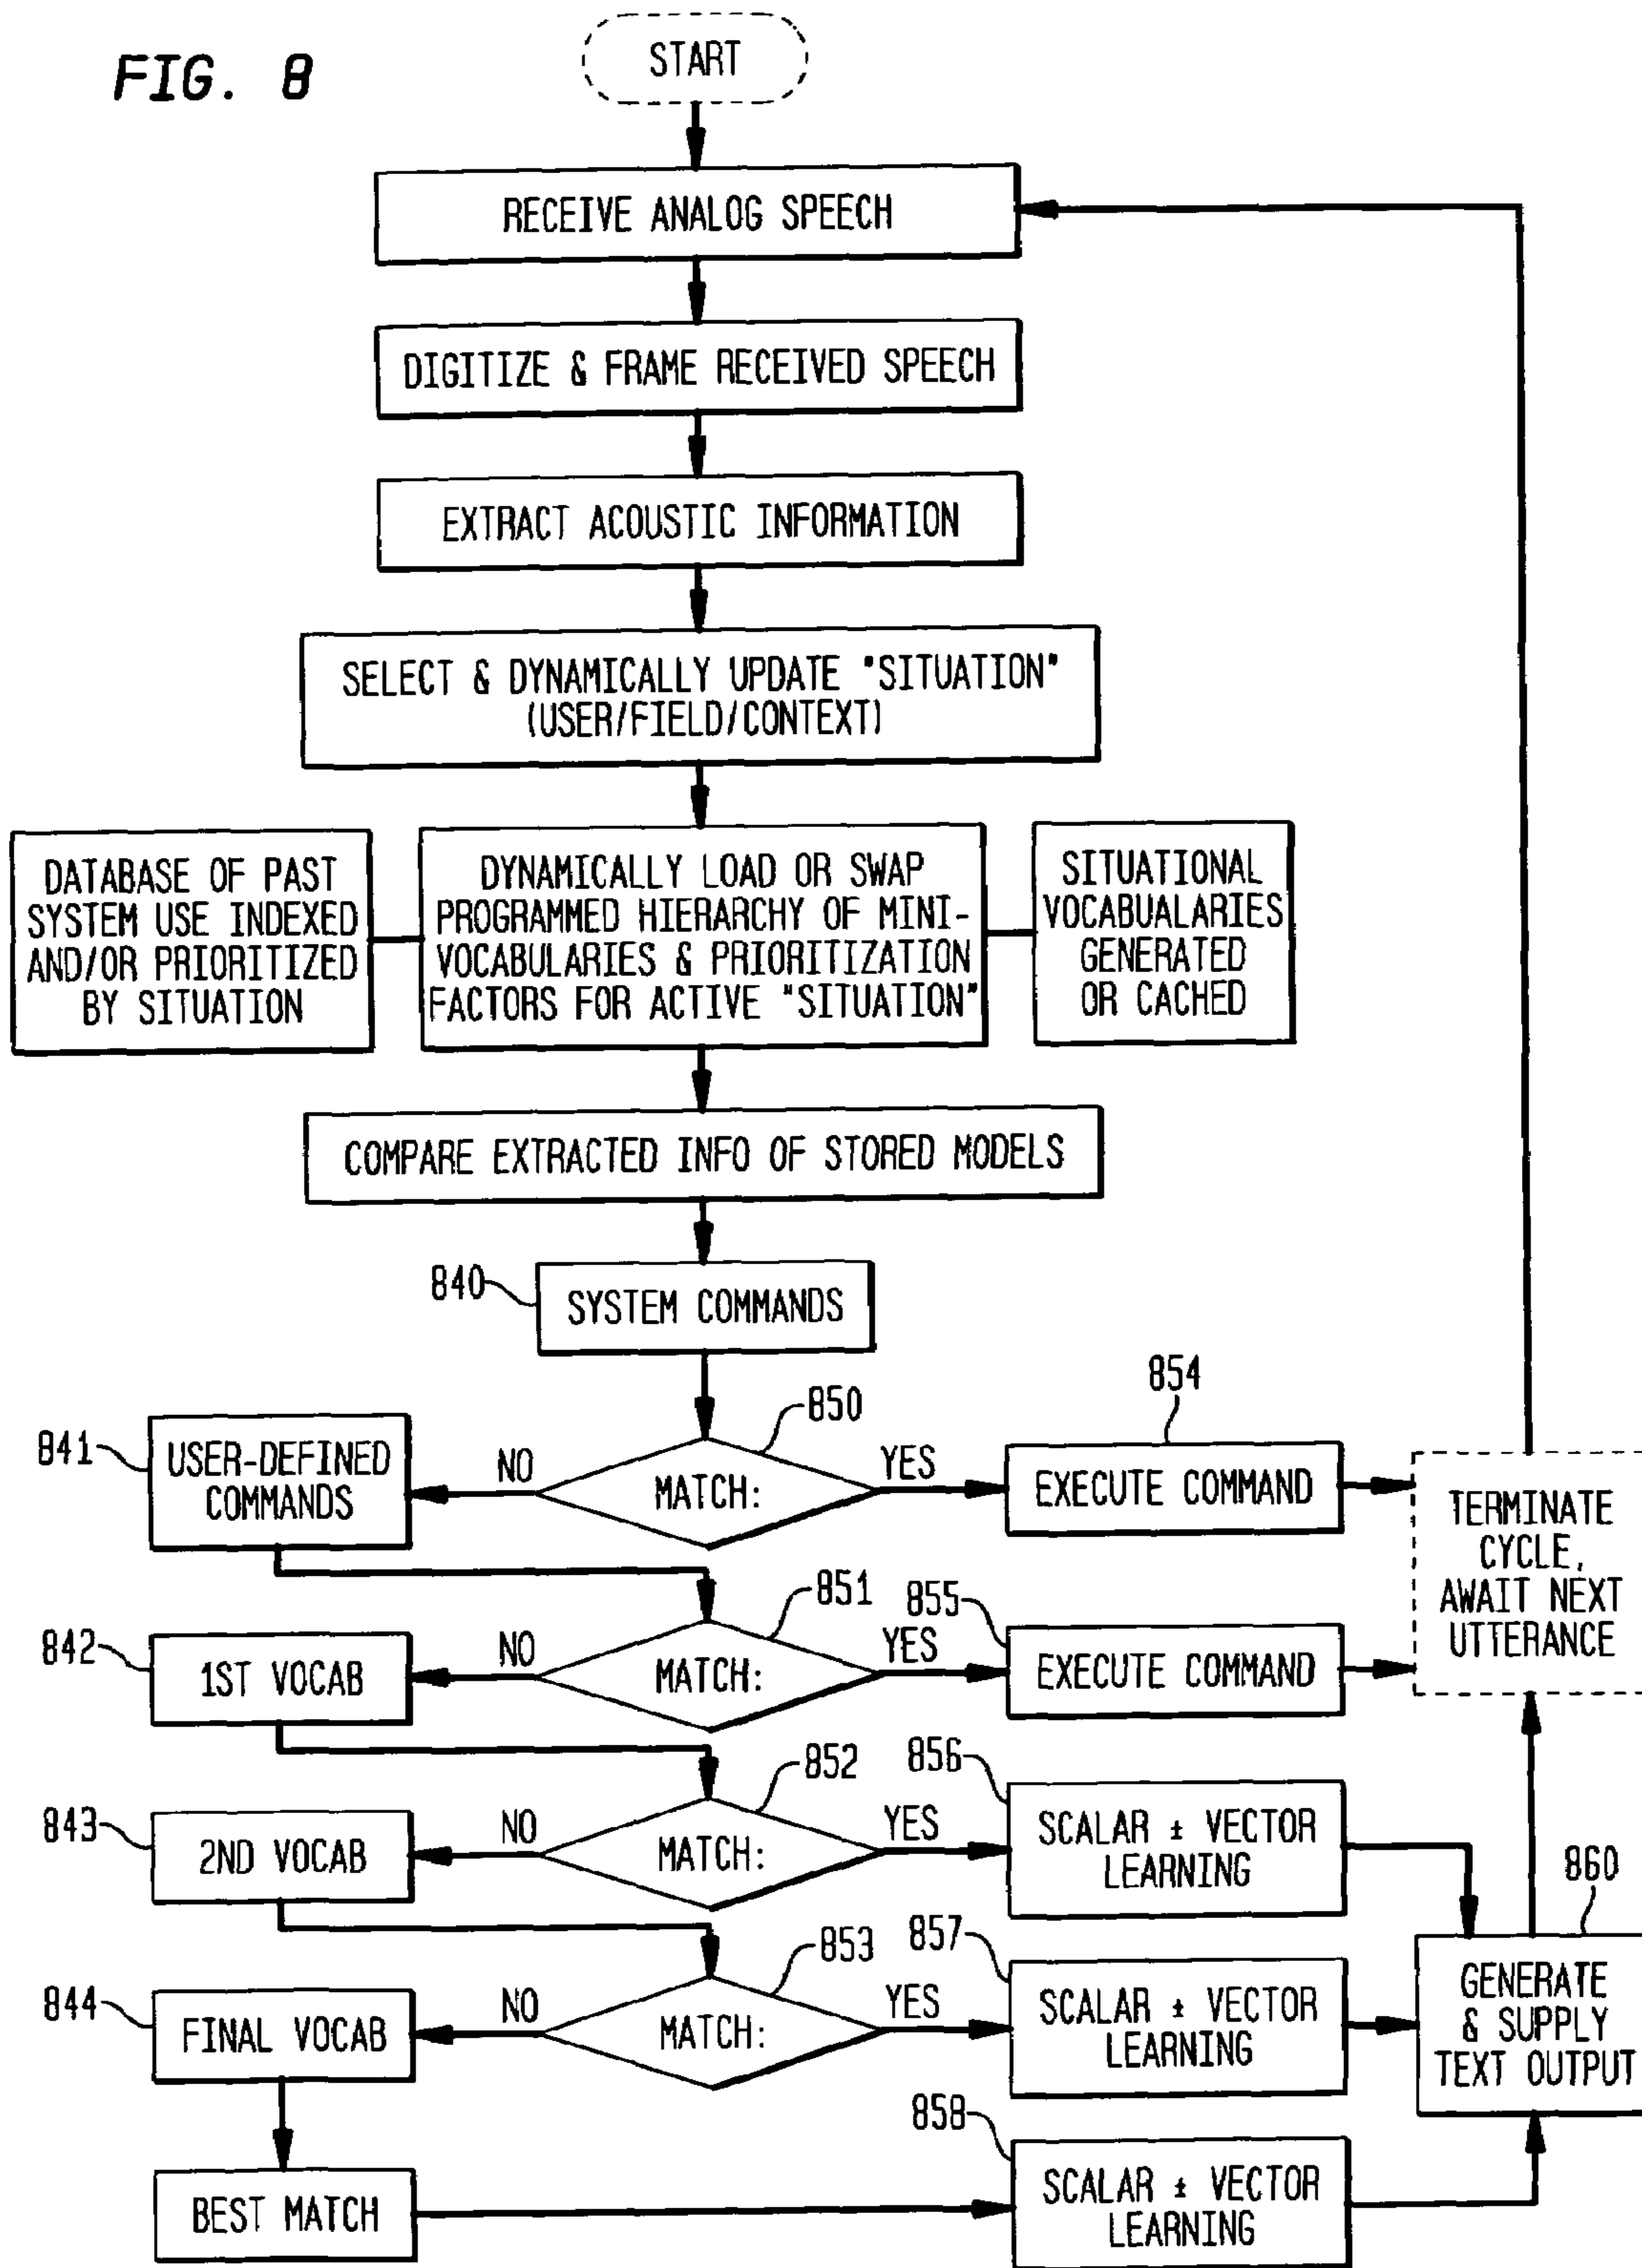 FIG. 8
START
RECEIVE ANALOG SPEECH
DIGITIZE & FRAME RECEIVED SPEECH
EXTRACT ACOUSTIC INFORMATION
SELECT & DYNAMICALLY UPDATE "SITUATION"
(USER/FIELD/CONTEXT)
DATABASE OF PAST
SYSTEM USE INDEXED
AND/OR PRIORITIZED
BY SITUATION
DYNAMICALLY LOAD OR SWAP
PROGRAMMED HIERARCHY OF MINI-
VOCABULARIES & PRIORITIZATION
FACTORS FOR ACTIVE "SITUATION"
SITUATIONAL
VOCABUALARIES
GENERATED
OR CACHED
COMPARE EXTRACTED INFO OF STORED MODELS
840
SYSTEM COMMANDS
850
854
841
USER-DEFINED
COMMANDS
NO
MATCH:
YES
EXECUTE COMMAND
TERMINATE
CYCLE,
AWAIT NEXT
UTTERANCE
851
855
842
1ST VOCAB
NO
MATCH:
YES
EXECUTE COMMAND
852
856
843
2ND VOCAB
NO
MATCH:
YES
SCALAR ± VECTOR
LEARNING
860
853
857
844
FINAL VOCAB
NO
MATCH:
YES
SCALAR ± VECTOR
LEARNING
GENERATE
& SUPPLY
TEXT OUTPUT
858
BEST MATCH
SCALAR ± VECTOR
LEARNING